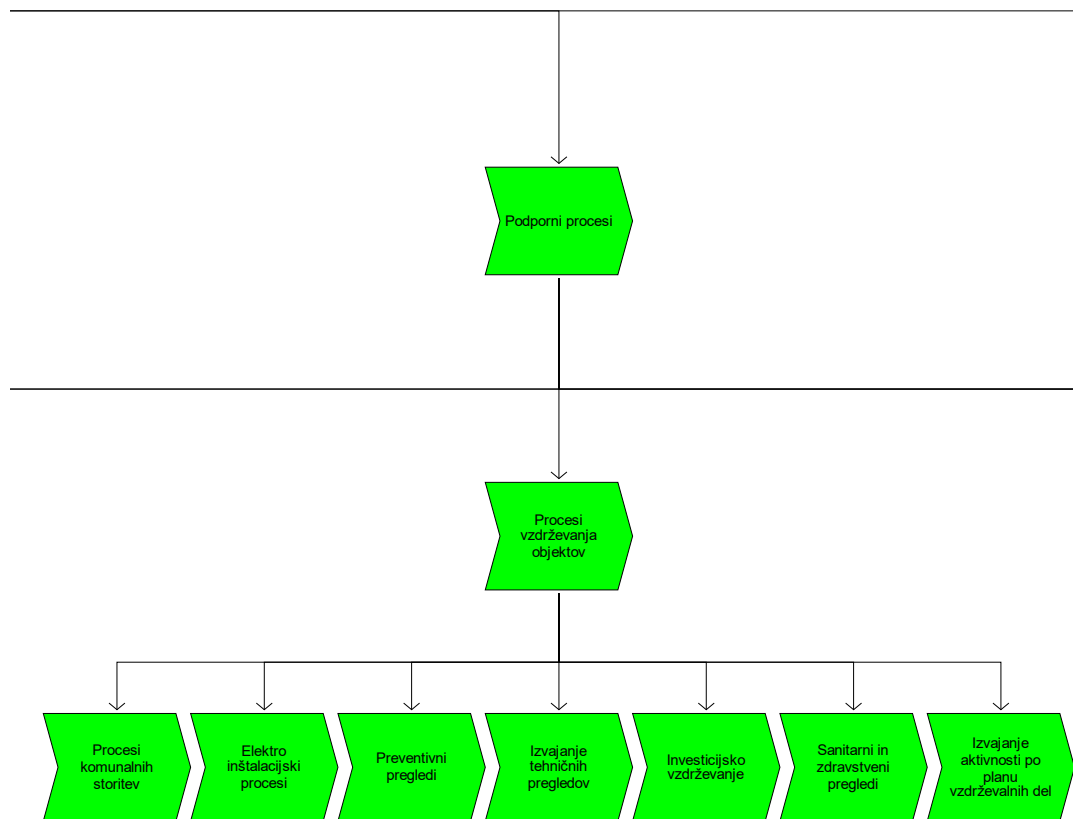 Podporni procesi
Procesi
vzdrževanja
objektov
Procesi
komunalnih
storitev
Elektro
inštalacijski
procesi
Preventivni
pregledi
Izvajanje
tehničnih
pregledov
Investicijsko
vzdrževanje
Sanitarni in
zdravstveni
pregledi
Izvajanje
aktivnosti po
planu
vzdrževalnih del